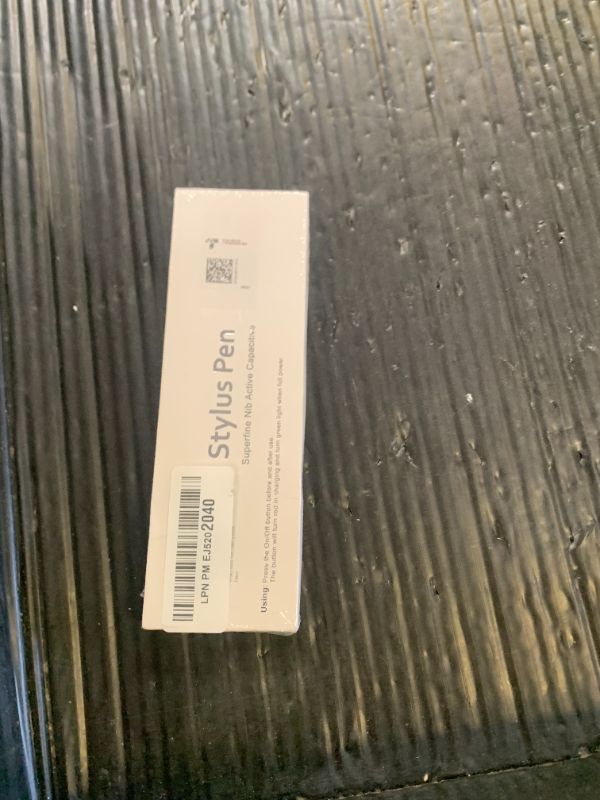 Stylus Pen
Superfine Nib Active Capacitive
Using: Press the On/Off button before and after use.
The button will turn red in charging and turn green light when full power.
LPN PM EJ5202040